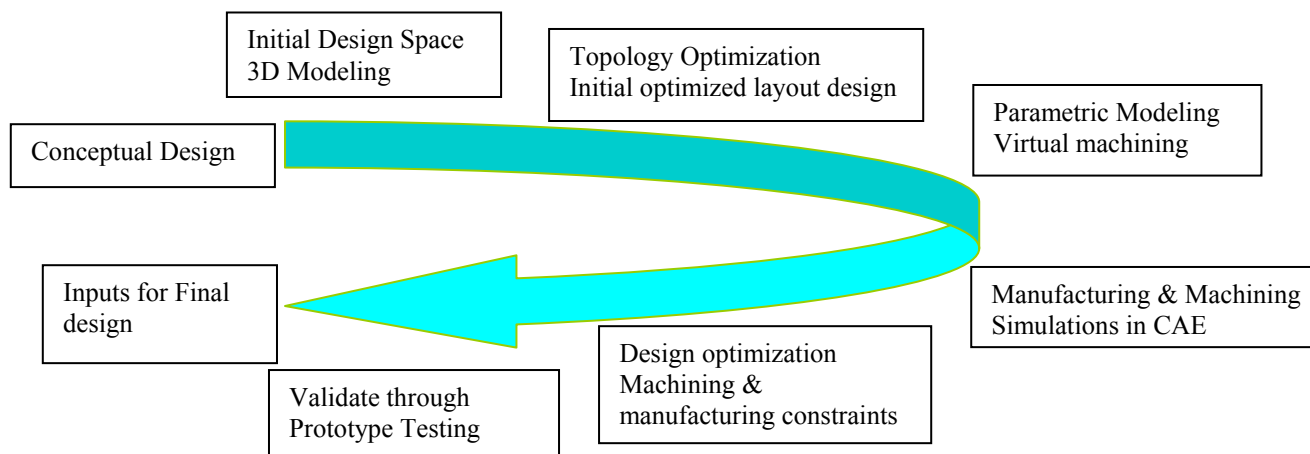 Conceptual Design
Initial Design Space
3D Modeling
Topology Optimization
Initial optimized layout design
Parametric Modeling
Virtual machining
Manufacturing & Machining
Simulations in CAE
Design optimization
Machining &
manufacturing constraints
Validate through
Prototype Testing
Inputs for Final
design